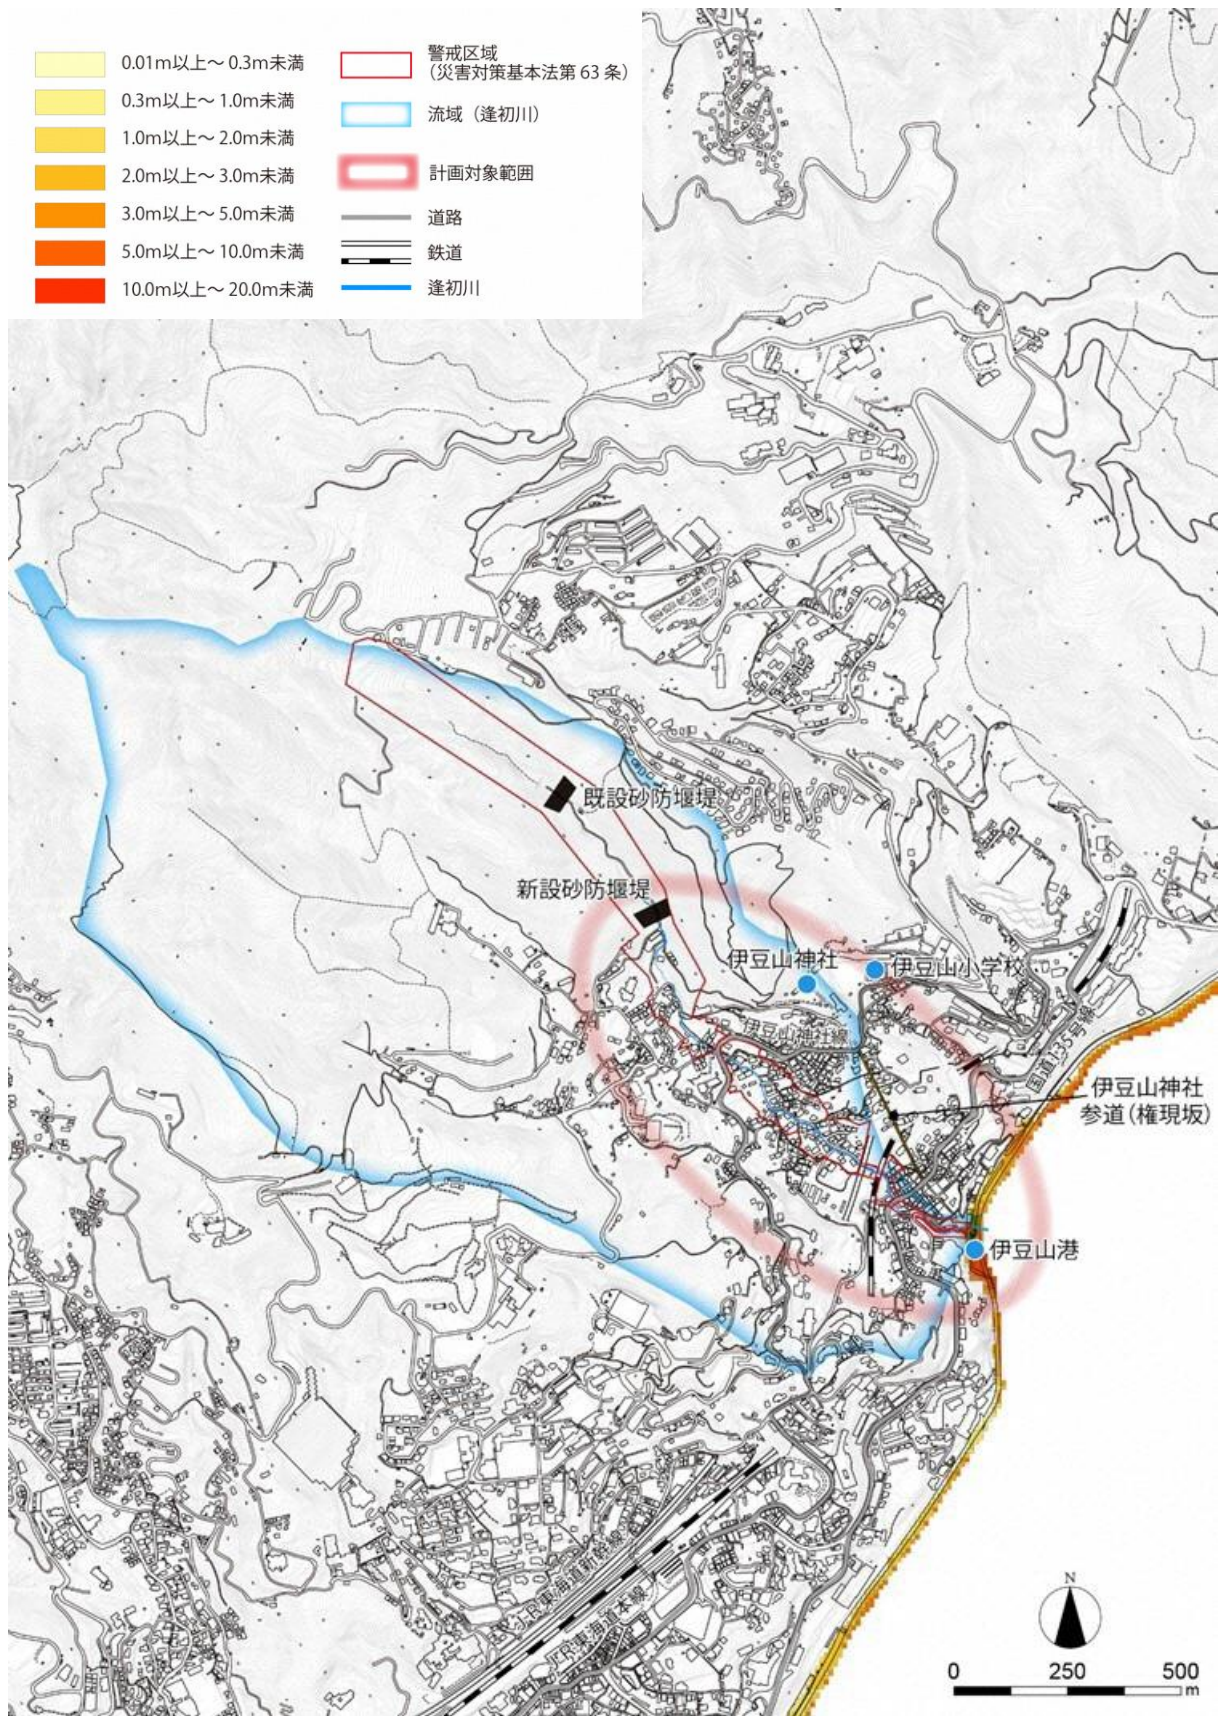 0.01m以上～ 0.3m未満
0.3m以上～ 1.0m未満
1.0m以上～ 2.0m未満
2.0m以上～ 3.0m未満
3.0m以上～ 5.0m未満
5.0m以上～ 10.0m未満
10.0m以上～ 20.0m未満
警戒区域
（災害対策基本法第 63 条）
流域（逢初川）
計画対象範囲
道路
鉄道
逢初川
既設砂防堰堤
新設砂防堰堤
伊豆山神社
伊豆山小学校
伊豆山神社線
国道135号線
伊豆山神社
参道（権現坂）
伊豆山港
JR東海道新幹線
JR東海道本線
N
0 250 500
m